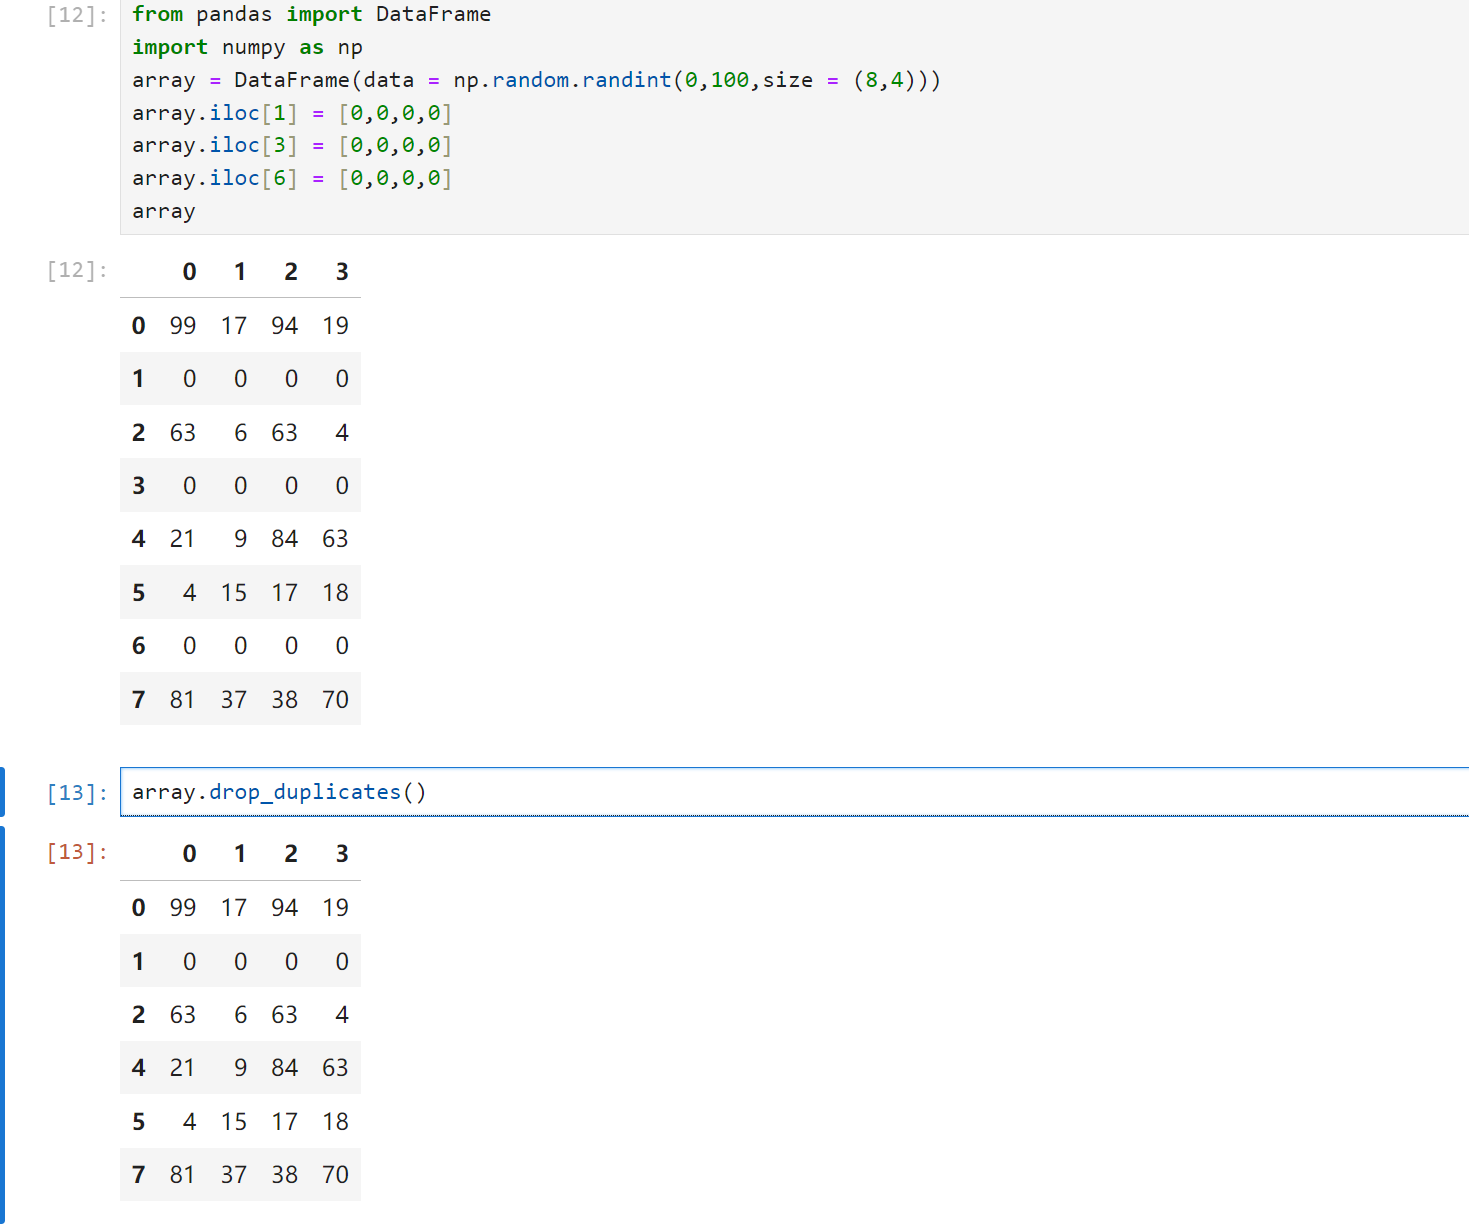 [12]: from pandas import DataFrame
import numpy as np
array = DataFrame(data = np.random.randint(0,100,size = (8,4)))
array.iloc[1] = [0,0,0,0]
array.iloc[3] = [0,0,0,0]
array.iloc[6] = [0,0,0,0]
array
[12]: 0 1 2 3
0 99 17 94 19
1 0 0 0 0
2 63 6 63 4
3 0 0 0 0
4 21 9 84 63
5 4 15 17 18
6 0 0 0 0
7 81 37 38 70
[13]: array.drop_duplicates()
[13]: 0 1 2 3
0 99 17 94 19
1 0 0 0 0
2 63 6 63 4
4 21 9 84 63
5 4 15 17 18
7 81 37 38 70